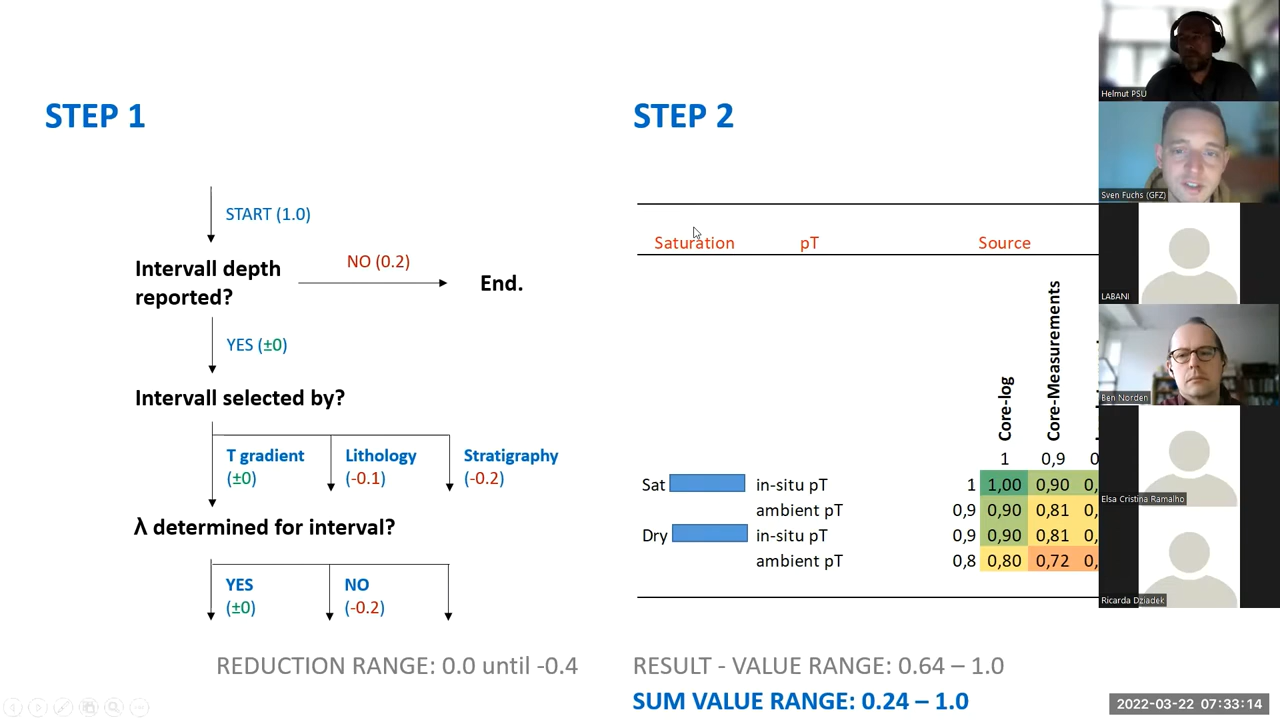 STEP 1
START (1.0)
Intervall depth
reported?
NO (0.2)
End.
YES (±0)
Intervall selected by?
T gradient
(±0)
Lithology
(-0.1)
Stratigraphy
(-0.2)
λ determined for interval?
YES
(±0)
NO
(-0.2)
REDUCTION RANGE: 0.0 until -0.4
STEP 2
Saturation pT Source
Core-log
Core-Measurements
1 0,9 0
Sat in-situ pT 1 1,00 0,90 0,
ambient pT 0,9 0,90 0,81 0,
Dry in-situ pT 0,9 0,90 0,81 0,
ambient pT 0,8 0,80 0,72 0,
RESULT - VALUE RANGE: 0.64 – 1.0
SUM VALUE RANGE: 0.24 – 1.0
Helmut PSU
Sven Fuchs (GFZ)
LABANI
Ben Norden
Elsa Cristina Ramalho
Ricarda Dziadek
2022-03-22 07:33:14